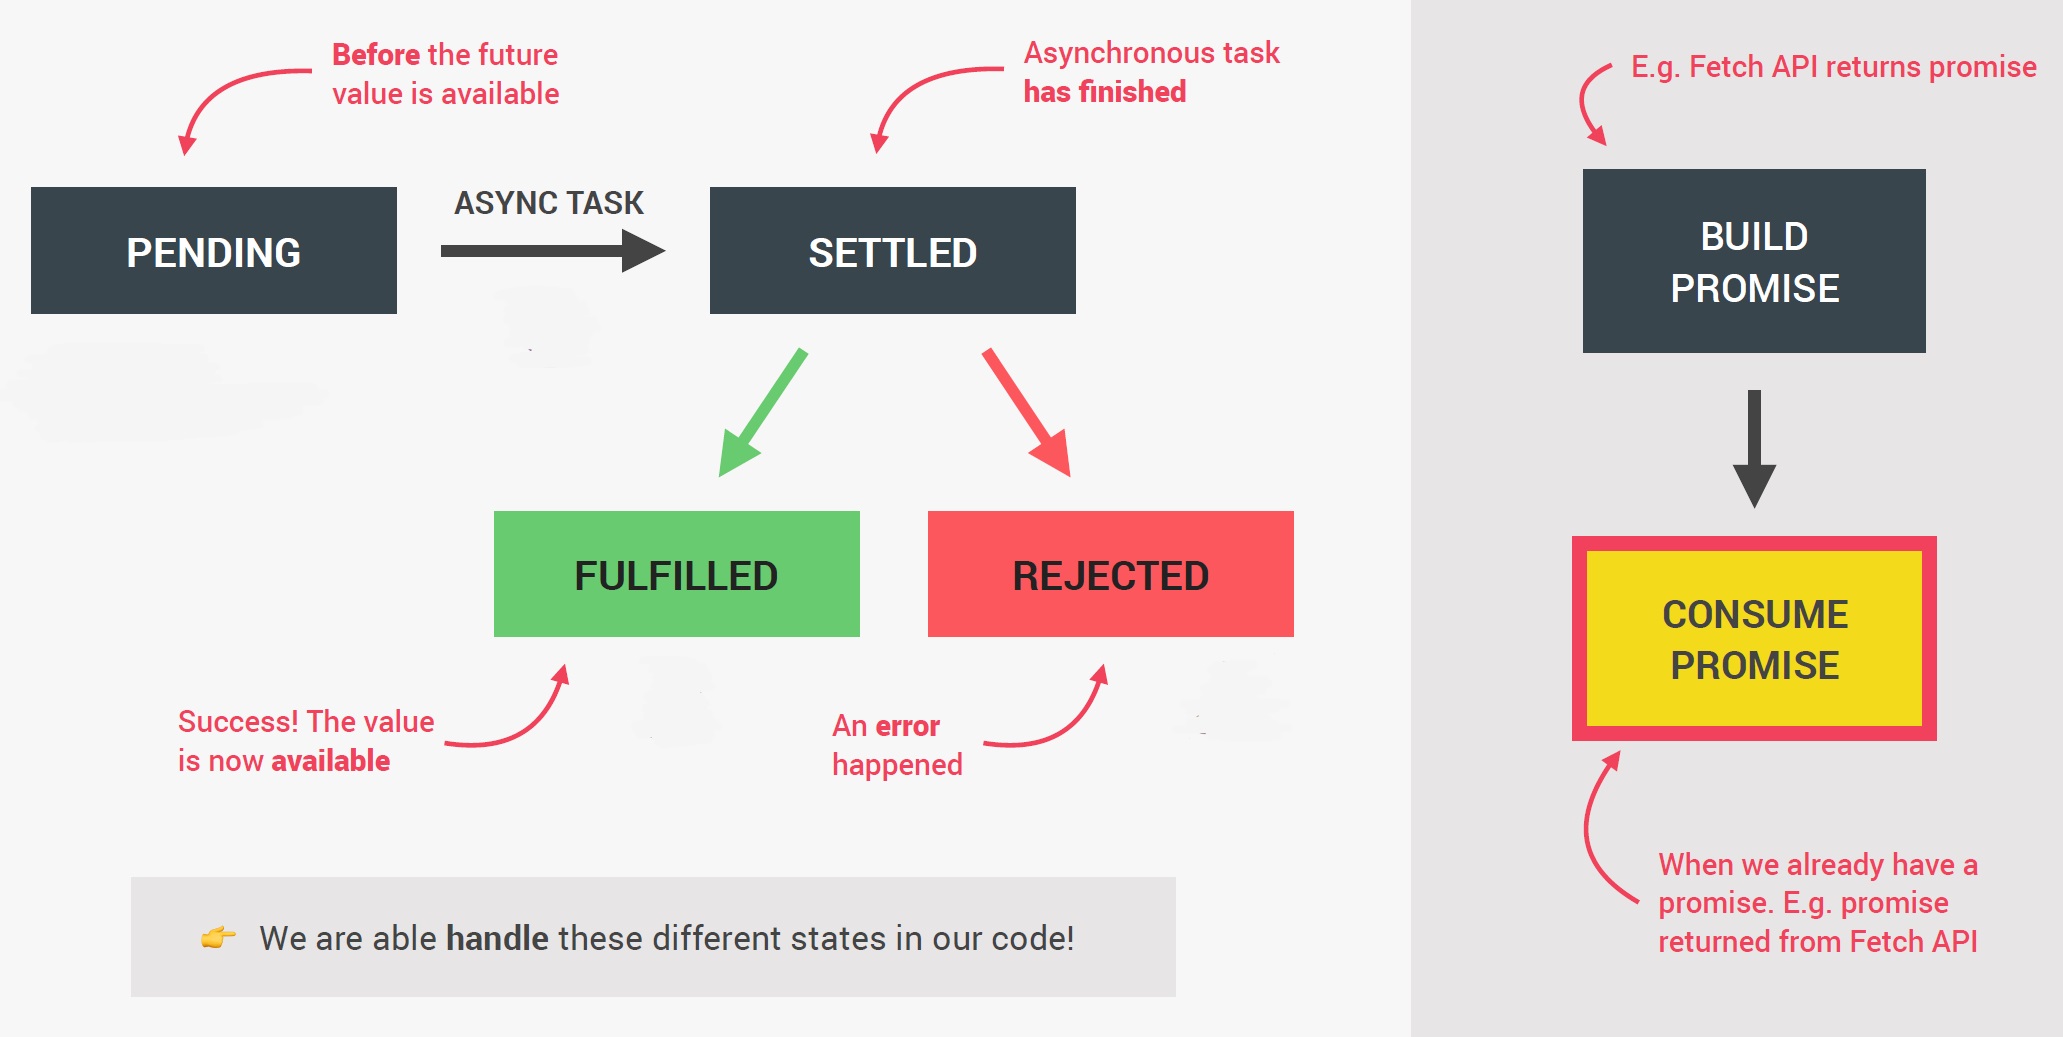 Before the future
value is available
Asynchronous task
has finished
PENDING
ASYNC TASK
SETTLED
FULFILLED
REJECTED
Success! The value
is now available
An error
happened
👉 We are able handle these different states in our code!
E.g. Fetch API returns promise
BUILD
PROMISE
CONSUME
PROMISE
When we already have a
promise. E.g. promise
returned from Fetch API